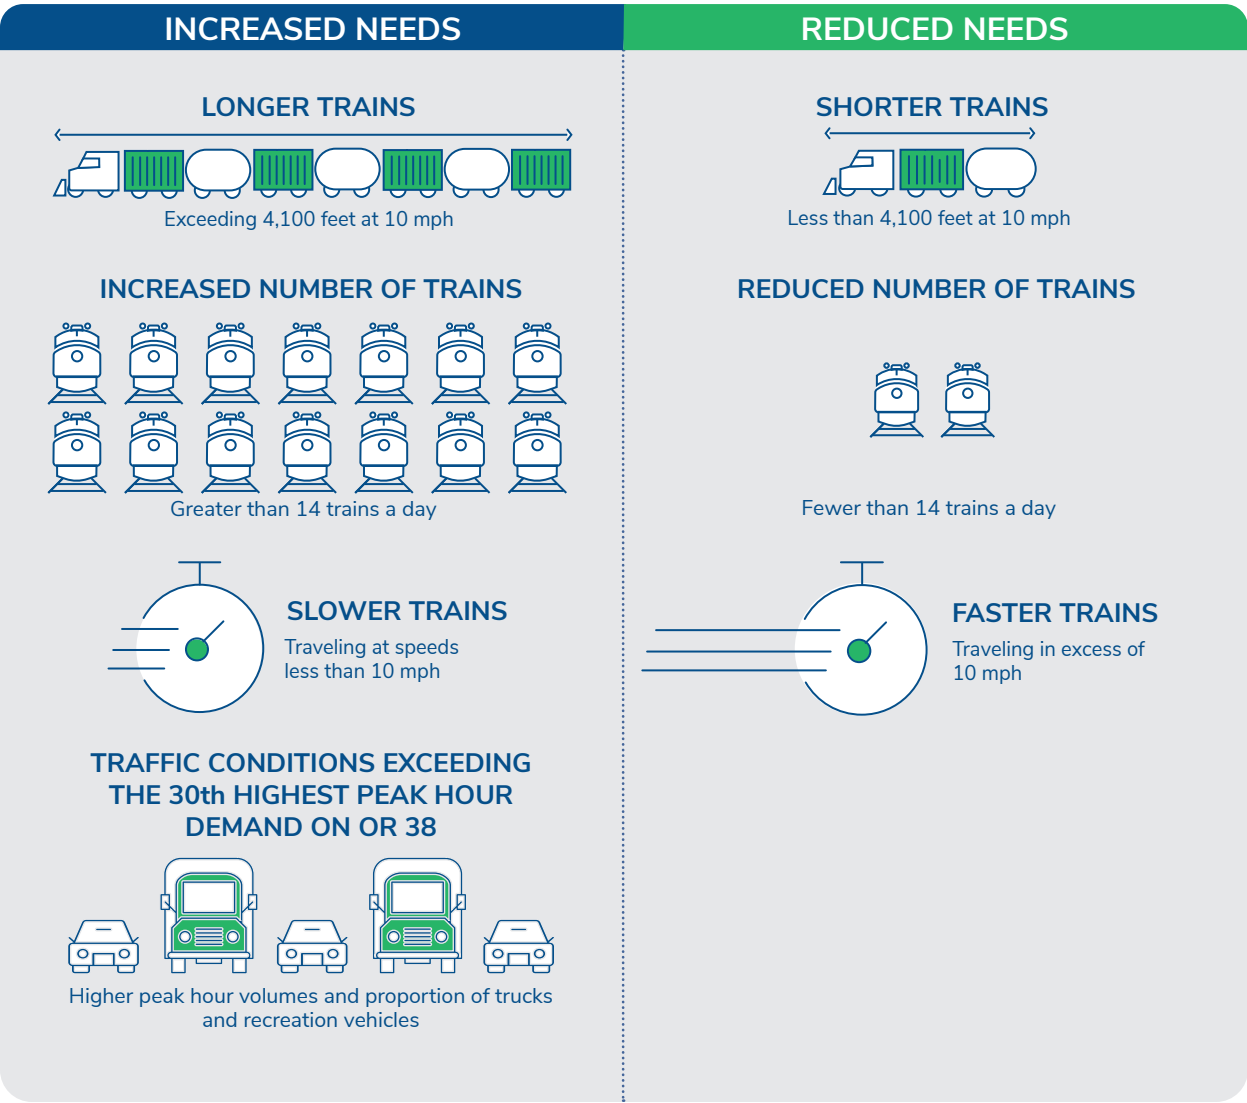 INCREASED NEEDS
REDUCED NEEDS
LONGER TRAINS
Exceeding 4,100 feet at 10 mph
SHORTER TRAINS
Less than 4,100 feet at 10 mph
INCREASED NUMBER OF TRAINS
Greater than 14 trains a day
REDUCED NUMBER OF TRAINS
Fewer than 14 trains a day
SLOWER TRAINS
Traveling at speeds
less than 10 mph
FASTER TRAINS
Traveling in excess of
10 mph
TRAFFIC CONDITIONS EXCEEDING
THE 30th HIGHEST PEAK HOUR
DEMAND ON OR 38
Higher peak hour volumes and proportion of trucks
and recreation vehicles